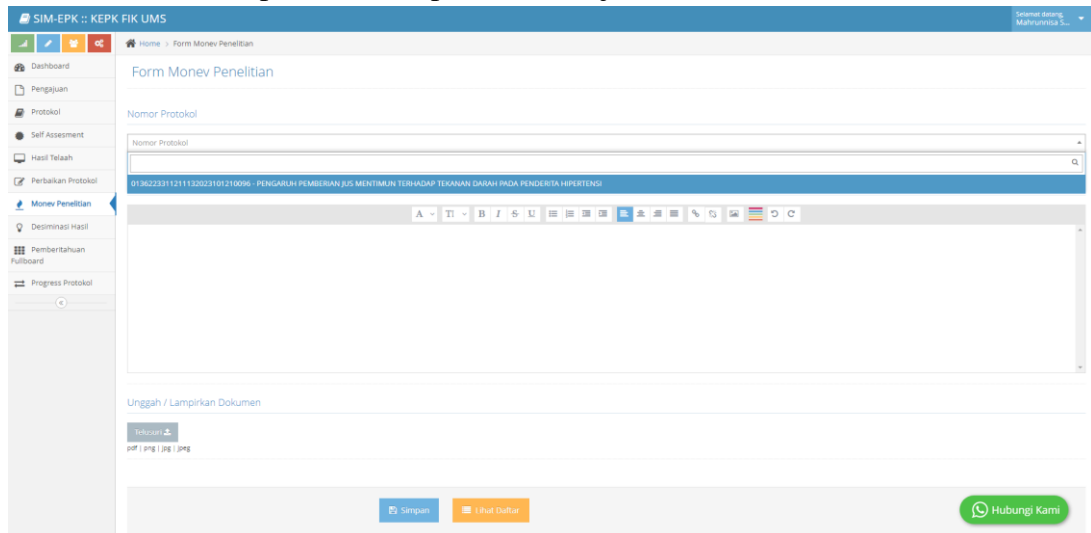 SIM-EPK :: KEPK FIK UMS
Selamat datang,
Mahrunnisa S...
Home > Form Monev Penelitian
Dashboard
Pengajuan
Protokol
Self Assesment
Hasil Telaah
Perbaikan Protokol
Monev Penelitian
Desiminasi Hasil
Pemberitahuan
Fullboard
Progress Protokol
Form Monev Penelitian
Nomor Protokol
Nomor Protokol
0136223311211132023101210096 - PENGARUH PEMBERIAN JUS MENTIMUN TERHADAP TEKANAN DARAH PADA PENDERITA HIPERTENSI
Unggah / Lampirkan Dokumen
Telusuri
pdf | png | jpg | jpeg
Simpan
Lihat Daftar
Hubungi Kami